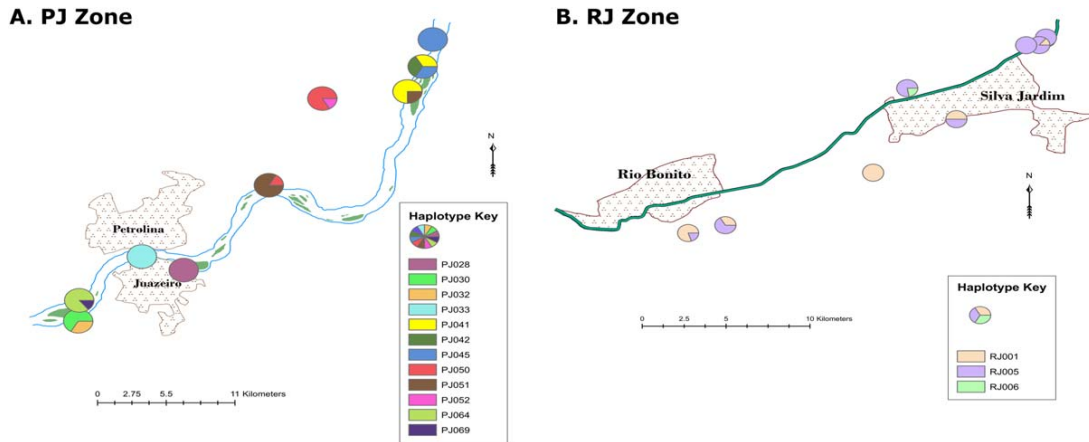 A. PJ Zone
N
Petrolina
Juazeiro
0 2.75 5.5 11 Kilometers
Haplotype Key
PJ028
PJ030
PJ032
PJ033
PJ041
PJ042
PJ045
PJ050
PJ051
PJ052
PJ064
PJ069
B. RJ Zone
Silva Jardim
Rio Bonito
N
0 2.5 5 10 Kilometers
Haplotype Key
RJ001
RJ005
RJ006